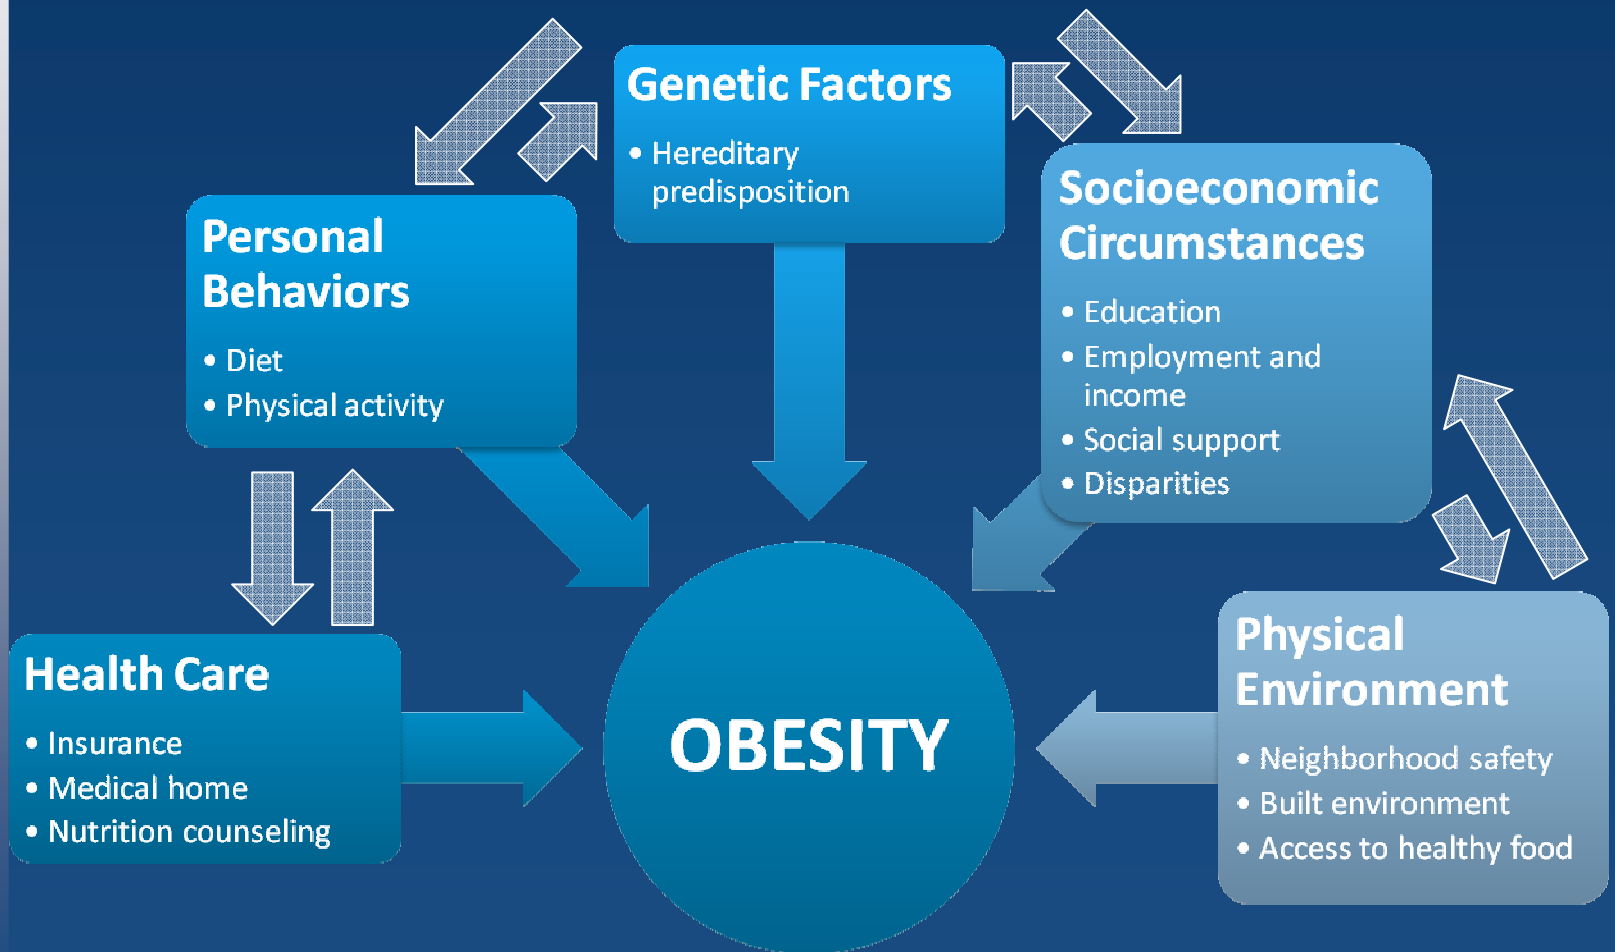 Genetic Factors
• Hereditary
predisposition
Personal
Behaviors
• Diet
• Physical activity
Socioeconomic
Circumstances
• Education
• Employment and
income
• Social support
• Disparities
Health Care
• Insurance
• Medical home
• Nutrition counseling
OBESITY
Physical
Environment
• Neighborhood safety
• Built environment
• Access to healthy food